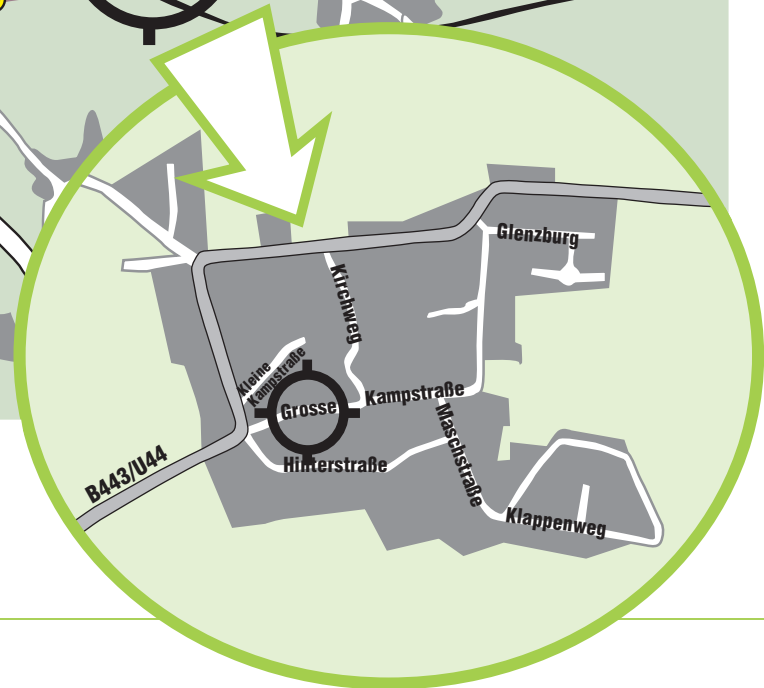 Glenzburg
Kirchweg
Kleine
Kampstraße
Grosse Kampstraße
Maschstraße
Hinterstraße
B443/U44
Klappenweg